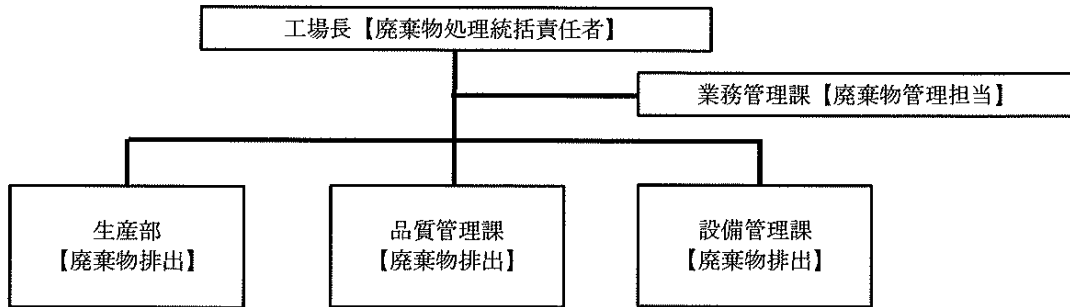 工場長【廃棄物処理統括責任者】
業務管理課【廃棄物管理担当】
生産部
【廃棄物排出】
品質管理課
【廃棄物排出】
設備管理課
【廃棄物排出】